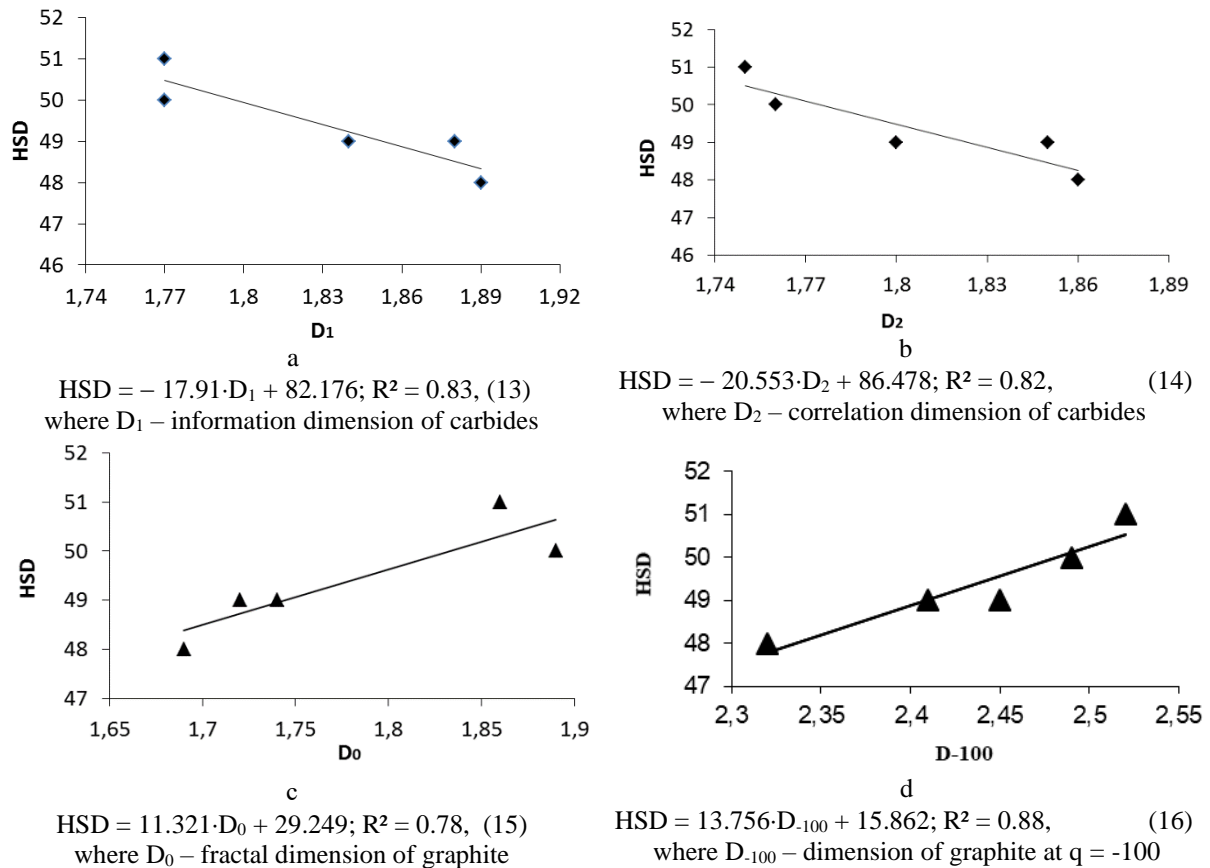 52
51
50
49
48
47
46
HSD
1,74 1,77 1,8 1,83 1,86 1,89 1,92
D1
a
HSD = – 17.91·D1 + 82.176; R² = 0.83, (13)
where D1 – information dimension of carbides
52
51
50
49
48
47
46
HSD
1,74 1,77 1,8 1,83 1,86 1,89
D2
b
HSD = – 20.553·D2 + 86.478; R² = 0.82, (14)
where D2 – correlation dimension of carbides
52
51
50
49
48
47
HSD
1,65 1,7 1,75 1,8 1,85 1,9
D0
c
HSD = 11.321·D0 + 29.249; R² = 0.78, (15)
where D0 – fractal dimension of graphite
52
51
50
49
48
47
HSD
2,3 2,35 2,4 2,45 2,5 2,55
D-100
d
HSD = 13.756·D-100 + 15.862; R² = 0.88, (16)
where D-100 – dimension of graphite at q = -100